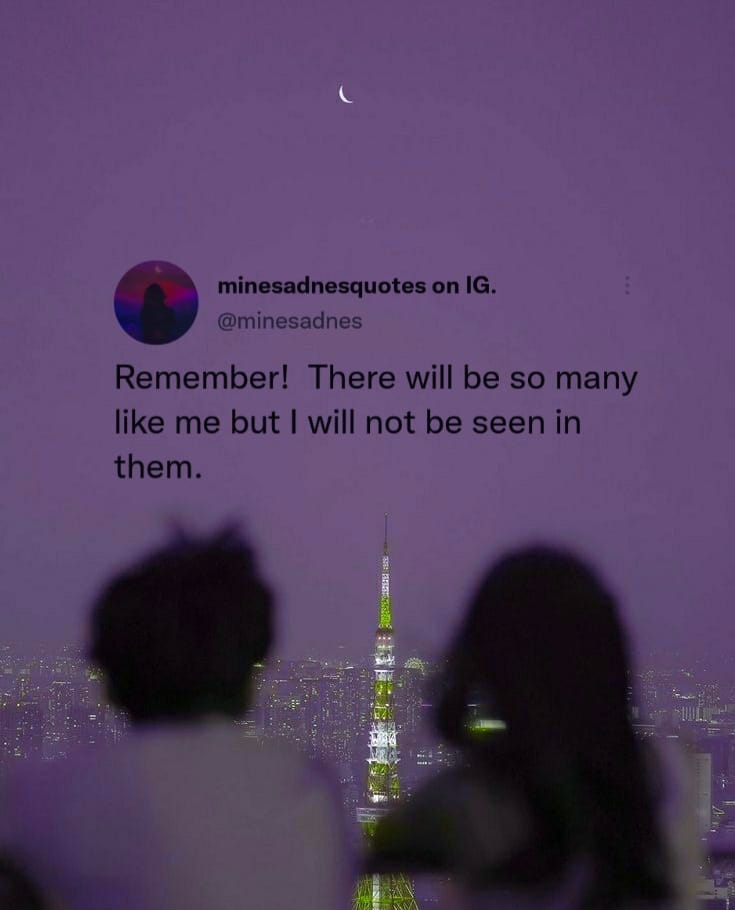 minesadnesquotes on IG.
@minesadnes
Remember!  There will be so many
like me but I will not be seen in
them.